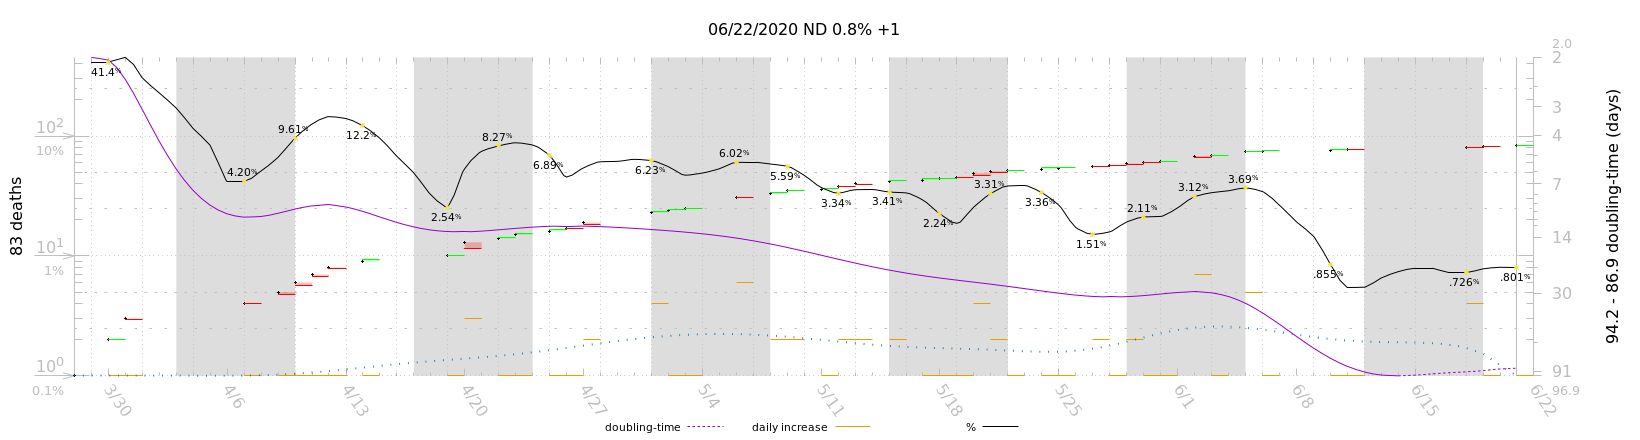 06/22/2020 ND 0.8% +1
2.0
41.4% 2
3
10² 9.61% 12.2% 8.27% 4
10% 6.89% 6.02%
4.20% 6.23% 5.59% 3.31% 3.12% 3.69% 7
2.54% 3.34% 3.41% 2.24% 3.36% 1.51% 2.11%
10¹ 14
1% .855% .726% .801%
30
10⁰ 91
0.1% 96.9
83 deaths
94.2 - 86.9 doubling-time (days)
3/30 4/6 4/13 4/20 4/27 5/4 5/11 5/18 5/25 6/1 6/8 6/15 6/22
doubling-time daily increase %